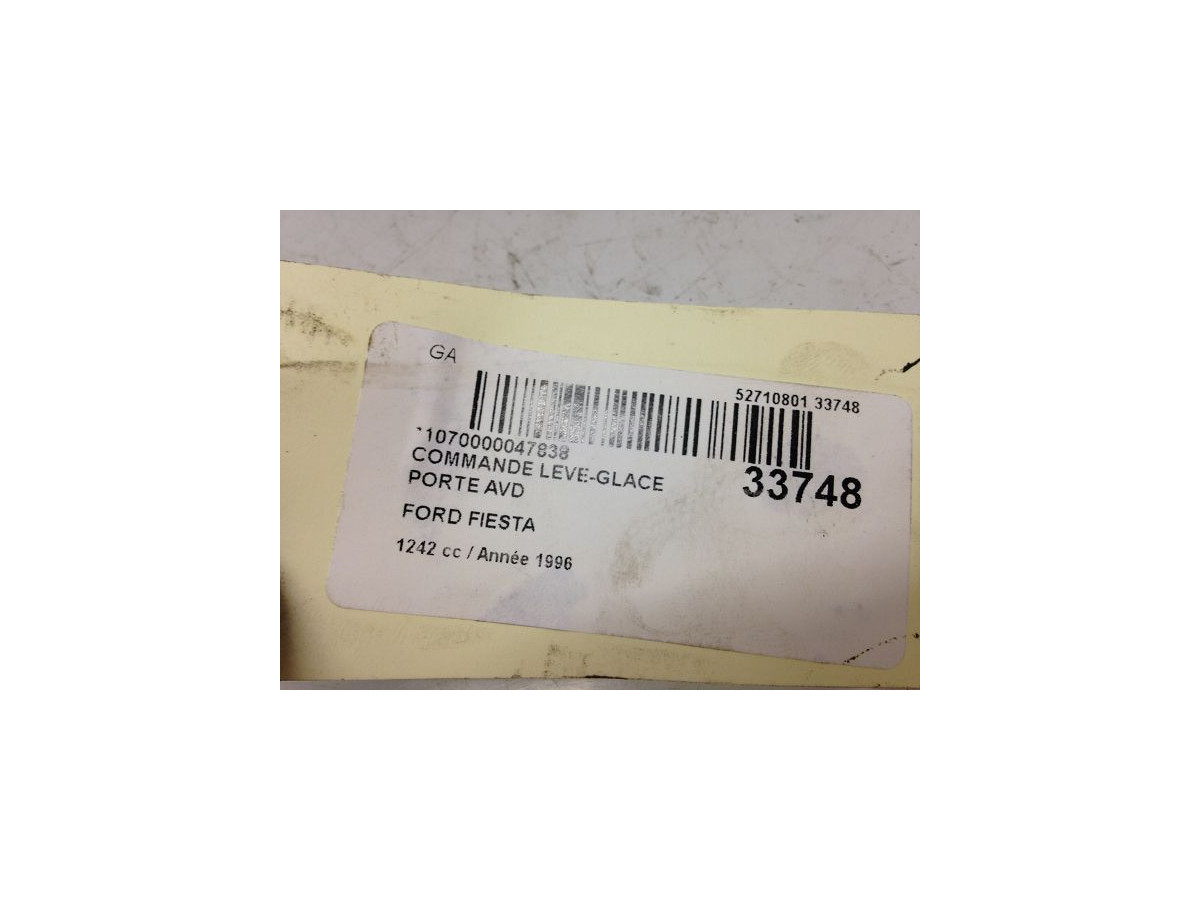 GA
52710801 33748
*1070000047838
COMMANDE LEVE-GLACE
PORTE AVD
33748
FORD FIESTA
1242 cc / Année 1996